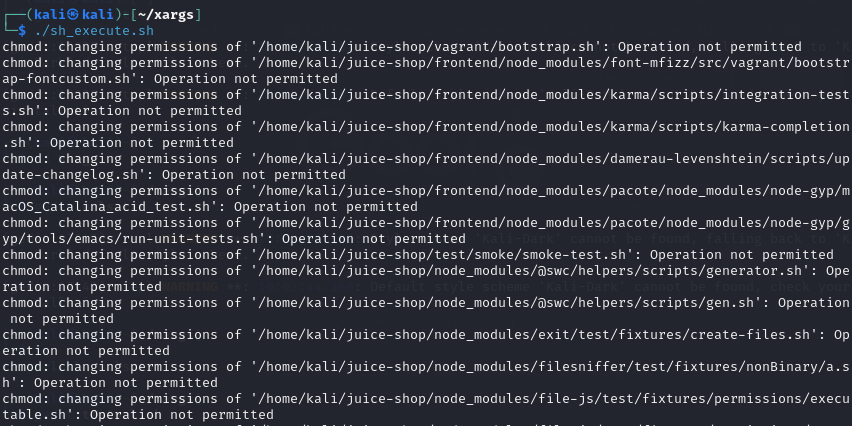 ┌──(kali㉿kali)-[~/xargs]
└─$ ./sh_execute.sh
chmod: changing permissions of '/home/kali/juice-shop/vagrant/bootstrap.sh': Operation not permitted
chmod: changing permissions of '/home/kali/juice-shop/frontend/node_modules/font-mfizz/src/vagrant/bootstr
ap-fontcustom.sh': Operation not permitted
chmod: changing permissions of '/home/kali/juice-shop/frontend/node_modules/karma/scripts/integration-test
s.sh': Operation not permitted
chmod: changing permissions of '/home/kali/juice-shop/frontend/node_modules/karma/scripts/karma-completion
.sh': Operation not permitted
chmod: changing permissions of '/home/kali/juice-shop/frontend/node_modules/damerau-levenshtein/scripts/up
date-changelog.sh': Operation not permitted
chmod: changing permissions of '/home/kali/juice-shop/frontend/node_modules/pacote/node_modules/node-gyp/m
acOS_Catalina_acid_test.sh': Operation not permitted
chmod: changing permissions of '/home/kali/juice-shop/frontend/node_modules/pacote/node_modules/node-gyp/g
yp/tools/emacs/run-unit-tests.sh': Operation not permitted
chmod: changing permissions of '/home/kali/juice-shop/test/smoke/smoke-test.sh': Operation not permitted
chmod: changing permissions of '/home/kali/juice-shop/node_modules/@swc/helpers/scripts/generator.sh': Ope
ration not permitted
chmod: changing permissions of '/home/kali/juice-shop/node_modules/@swc/helpers/scripts/gen.sh': Operation
 not permitted
chmod: changing permissions of '/home/kali/juice-shop/node_modules/exit/test/fixtures/create-files.sh': Op
eration not permitted
chmod: changing permissions of '/home/kali/juice-shop/node_modules/filesniffer/test/fixtures/nonBinary/a.s
h': Operation not permitted
chmod: changing permissions of '/home/kali/juice-shop/node_modules/file-js/test/fixtures/permissions/execu
table.sh': Operation not permitted